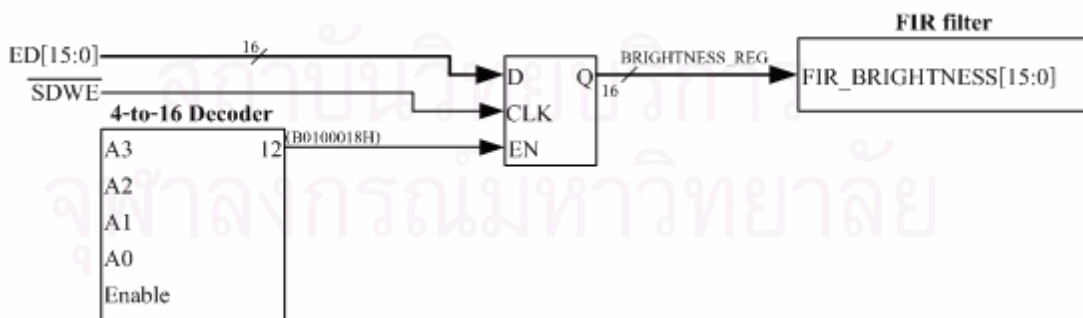 FIR filter
ED[15:0]
16
D
Q
BRIGHTNESS_REG
16
FIR_BRIGHTNESS[15:0]
SDWE
CLK
4-to-16 Decoder
A3
12
(B0100018H)
EN
A2
A1
A0
Enable
สถาบันวิทยบริการ
จุฬาลงกรณ์มหาวิทยาลัย